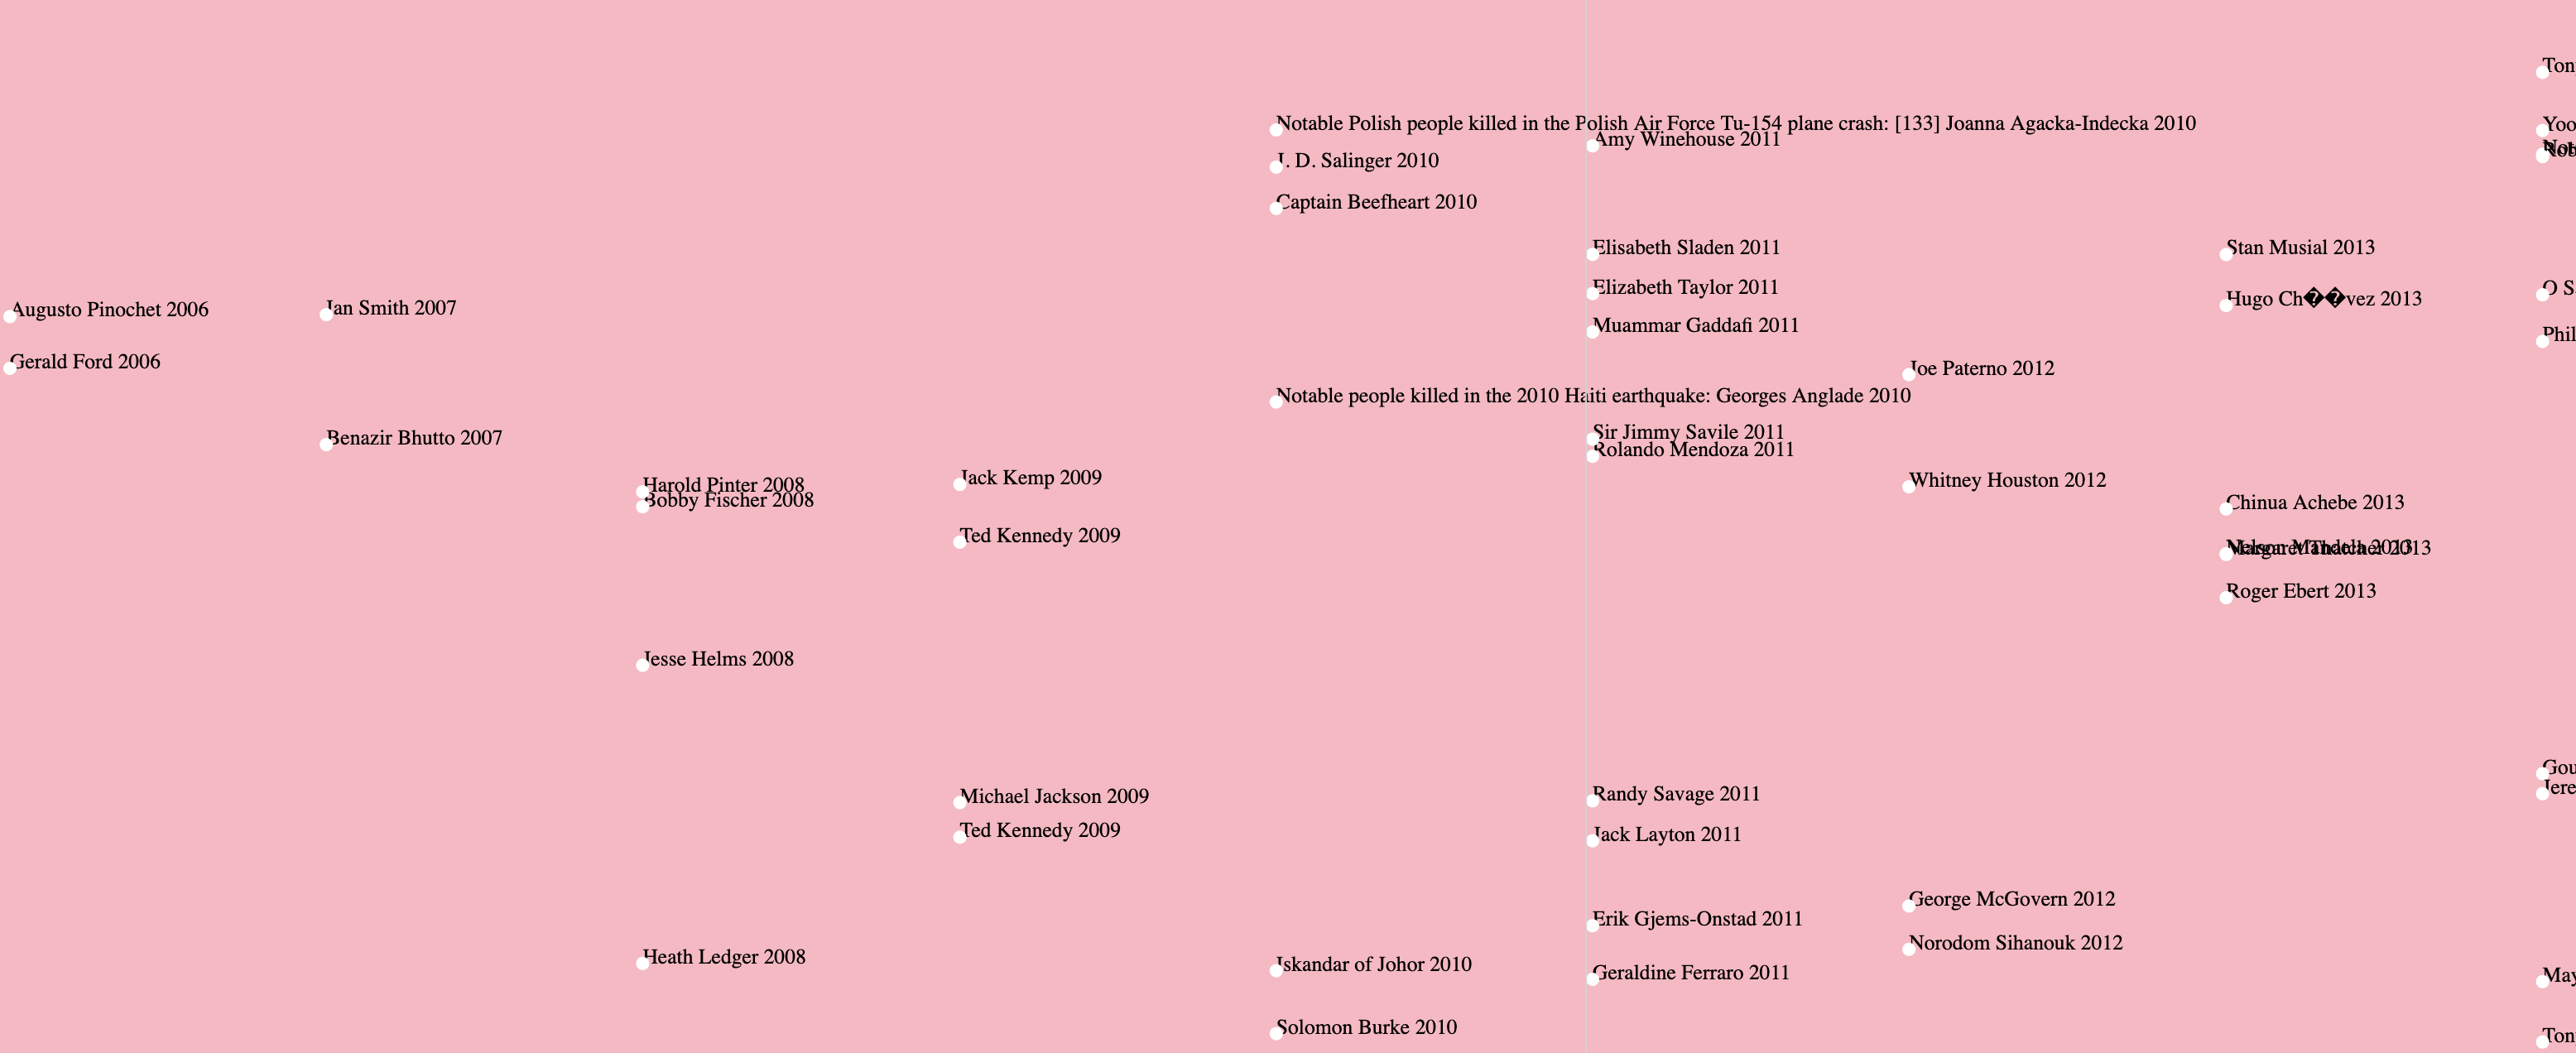 Augusto Pinochet 2006
Gerald Ford 2006
Ian Smith 2007
Benazir Bhutto 2007
Harold Pinter 2008
Bobby Fischer 2008
Jesse Helms 2008
Heath Ledger 2008
Jack Kemp 2009
Ted Kennedy 2009
Michael Jackson 2009
Ted Kennedy 2009
Notable Polish people killed in the Polish Air Force Tu-154 plane crash: [133] Joanna Agacka-Indecka 2010
J. D. Salinger 2010
Captain Beefheart 2010
Notable people killed in the 2010 Haiti earthquake: Georges Anglade 2010
Iskandar of Johor 2010
Solomon Burke 2010
Amy Winehouse 2011
Elisabeth Sladen 2011
Elizabeth Taylor 2011
Muammar Gaddafi 2011
Sir Jimmy Savile 2011
Rolando Mendoza 2011
Randy Savage 2011
Jack Layton 2011
Erik Gjems-Onstad 2011
Geraldine Ferraro 2011
Joe Paterno 2012
Whitney Houston 2012
George McGovern 2012
Norodom Sihanouk 2012
Stan Musial 2013
Hugo Ch��vez 2013
Chinua Achebe 2013
Nelson Mandela 2013
Margaret Thatcher 2013
Roger Ebert 2013
Ton
Yoo
Rob
O S
Phil
Gou
Jere
May
Ton